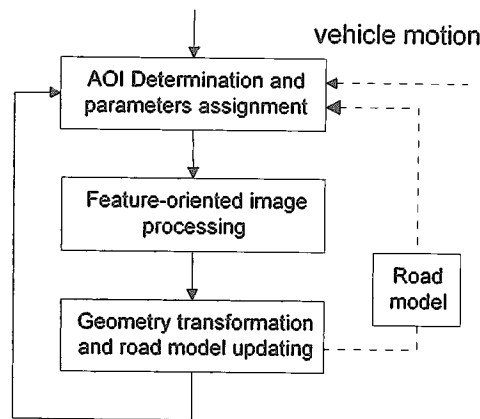 vehicle motion
AOI Determination and
parameters assignment
Feature-oriented image
processing
Road
model
Geometry transformation
and road model updating